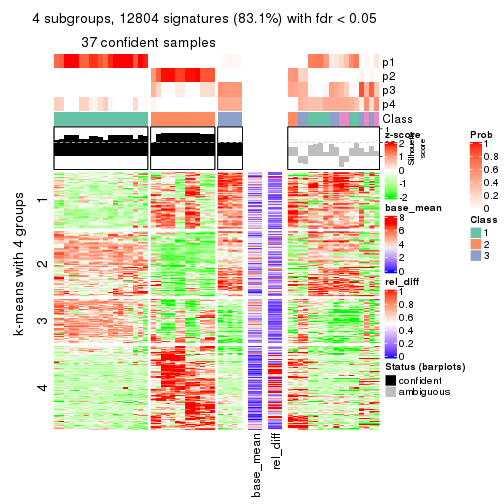 4 subgroups, 12804 signatures (83.1%) with fdr < 0.05
37 confident samples
p1
p2
p3
p4
Class
1
Silhouette
score
k-means with 4 groups
1
2
3
4
base_mean
rel_diff
z-score
2
1
0
-1
-2
base_mean
8
6
4
2
0
rel_diff
1
0.8
0.6
0.4
0.2
0
Status (barplots)
confident
ambiguous
Prob
1
0.8
0.6
0.4
0.2
0
Class
1
2
3